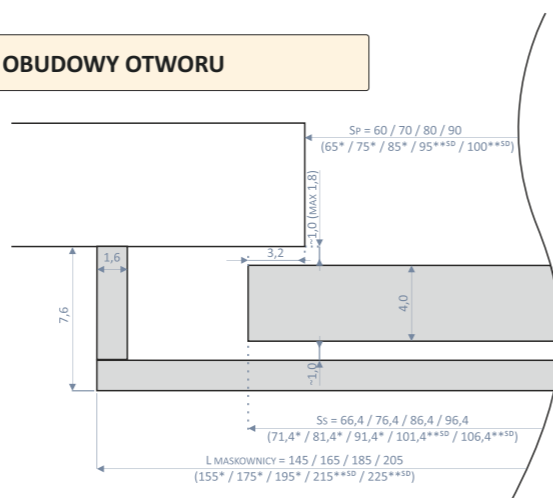 OBUDOWY OTWORU
SP = 60 / 70 / 80 / 90
(65* / 75* / 85* / 95**SD / 100**SD)
~1,0 (MAX 1,8)
1,6
3,2
7,6
4,0
~1,0
SS = 66,4 / 76,4 / 86,4 / 96,4
(71,4* / 81,4* / 91,4* / 101,4**SD / 106,4**SD)
L MASKOWNICY = 145 / 165 / 185 / 205
(155* / 175* / 195* / 215**SD / 225**SD)